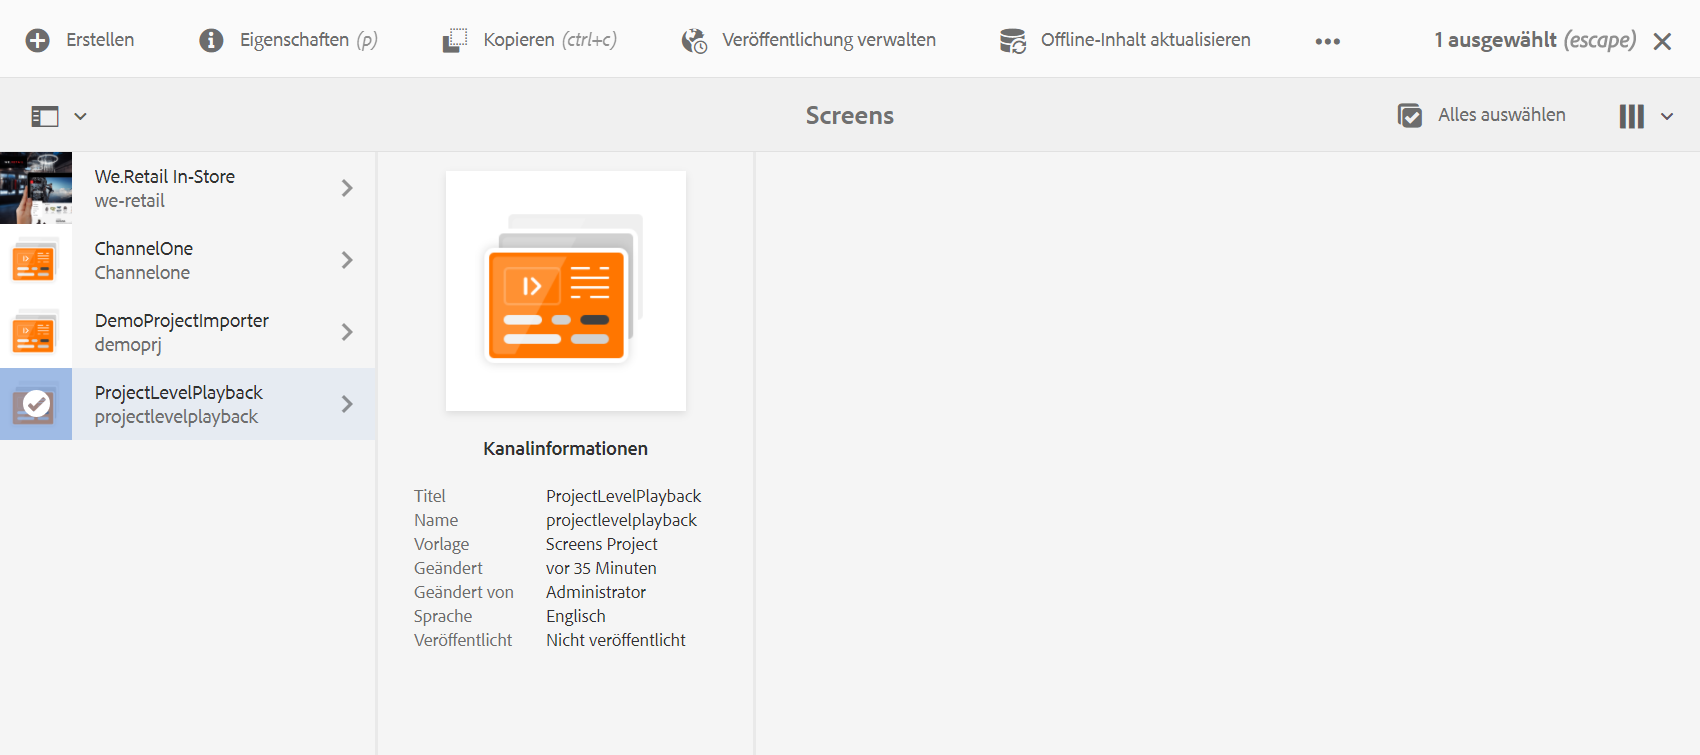 Erstellen
Eigenschaften (p)
Kopieren (ctrl+c)
Veröffentlichung verwalten
Offline-Inhalt aktualisieren
1 ausgewählt (escape)
Screens
Alles auswählen
We.Retail In-Store
we-retail
ChannelOne
Channelone
DemoProjectImporter
demoprj
ProjectLevelPlayback
projectlevelplayback
Kanalinformationen
Titel ProjectLevelPlayback
Name projectlevelplayback
Vorlage Screens Project
Geändert vor 35 Minuten
Geändert von Administrator
Sprache Englisch
Veröffentlicht Nicht veröffentlicht